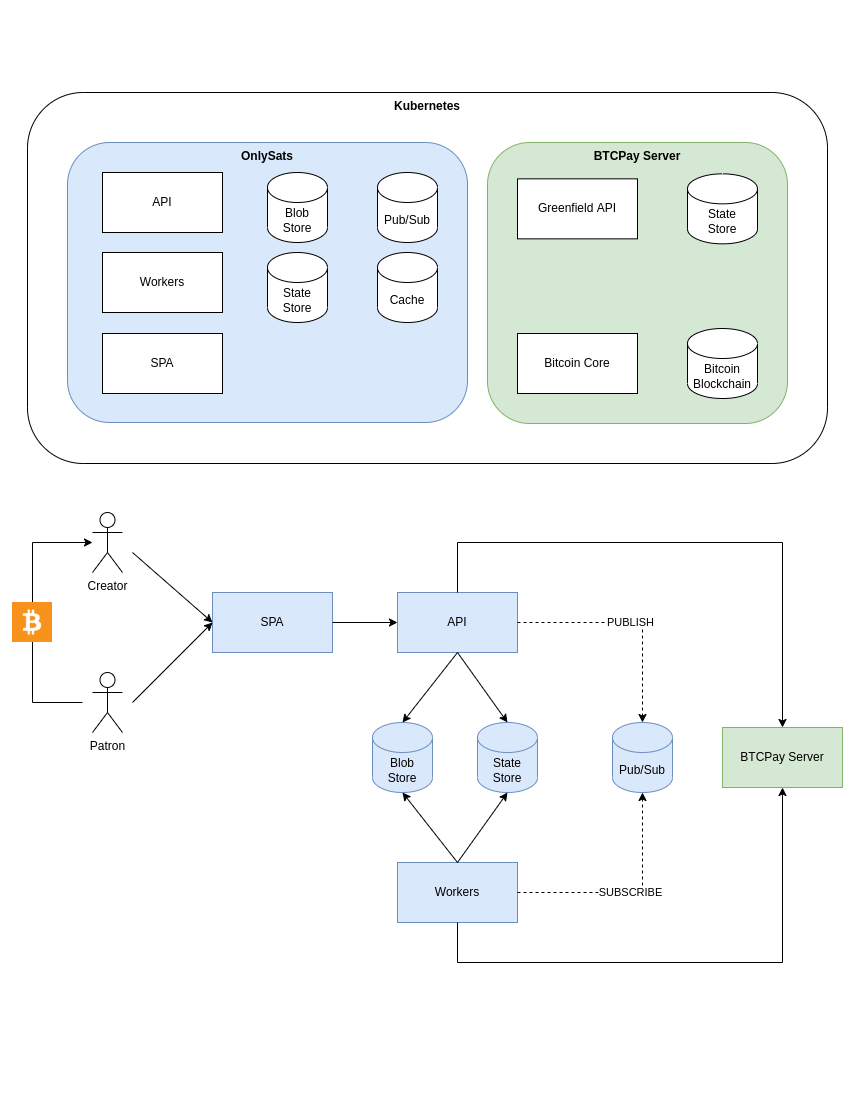 Kubernetes
OnlySats
API
Blob
Store
Pub/Sub
Workers
State
Store
Cache
SPA
BTCPay Server
Greenfield API
State
Store
Bitcoin Core
Bitcoin
Blockchain
Creator
Patron
SPA
API
PUBLISH
Blob
Store
State
Store
Pub/Sub
BTCPay Server
Workers
SUBSCRIBE